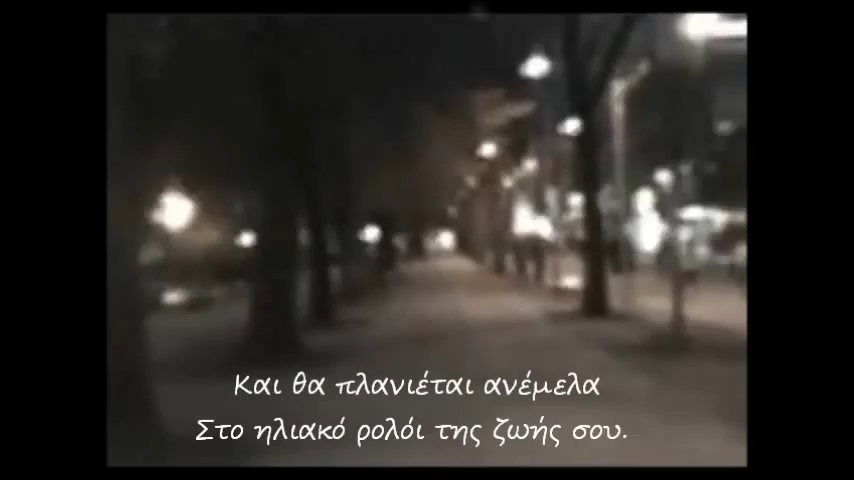 Και θα πλανιέται ανέμελα
Στο ηλιακό ρολόι της ζωής σου.